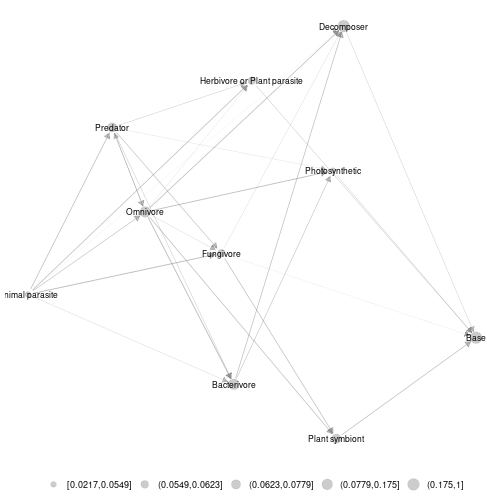 Decomposer
Herbivore or Plant parasite
Predator
Photosynthetic
Omnivore
Fungivore
nimal parasite
Base
Bacterivore
Plant symbiont
[0.0217,0.0549] (0.0549,0.0623] (0.0623,0.0779] (0.0779,0.175] (0.175,1]